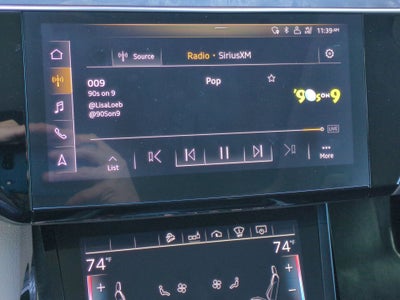 11:39AM
Source
Radio • SiriusXM
009
Pop
90s on 9
@LisaLoeb
@90Son9
'90s ON 9
LIVE
List
More
74°F
74°F